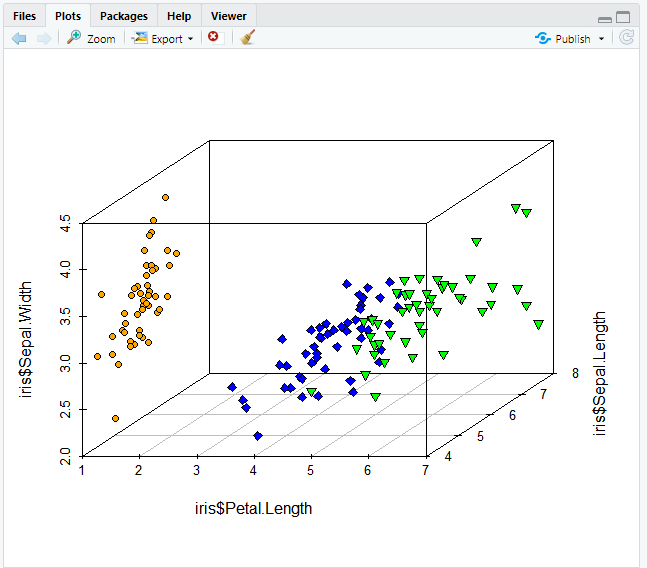 Files Plots Packages Help Viewer
Zoom Export Publish
4.5
4.0
3.5
3.0
2.5
2.0
iris$Sepal.Width
1 2 3 4 5 6 7
iris$Petal.Length
4 5 6 7 8
iris$Sepal.Length